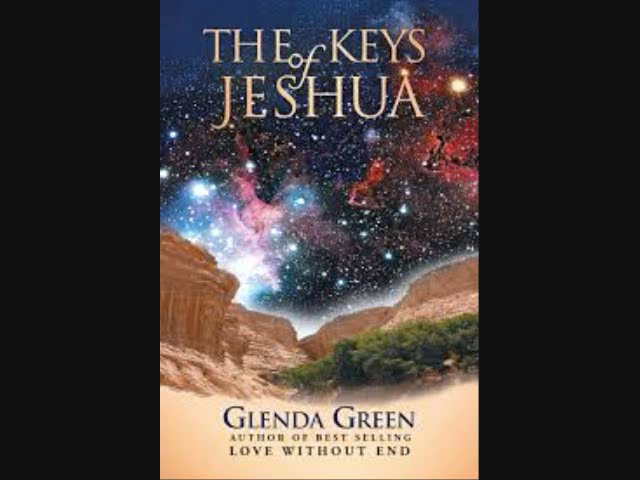 THE of KEYS
JESHUA
GLENDA GREEN
AUTHOR OF BEST SELLING
LOVE WITHOUT END